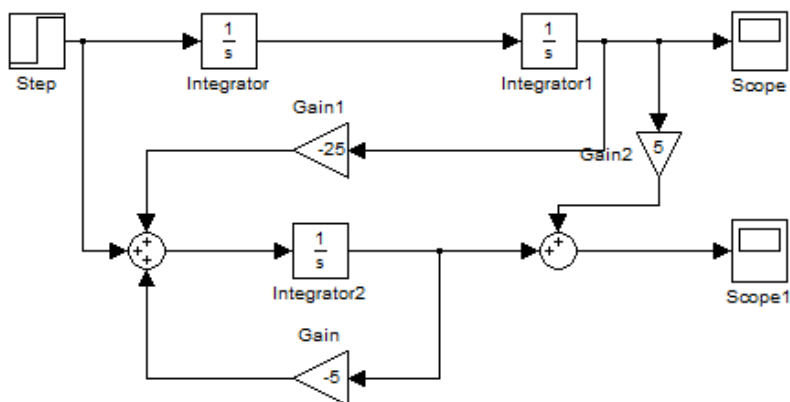 1
s
1
s
Step
Integrator
Integrator1
Scope
Gain1
-25
Gain2
5
+
+
+
1
s
+
+
Integrator2
Scope1
Gain
-5